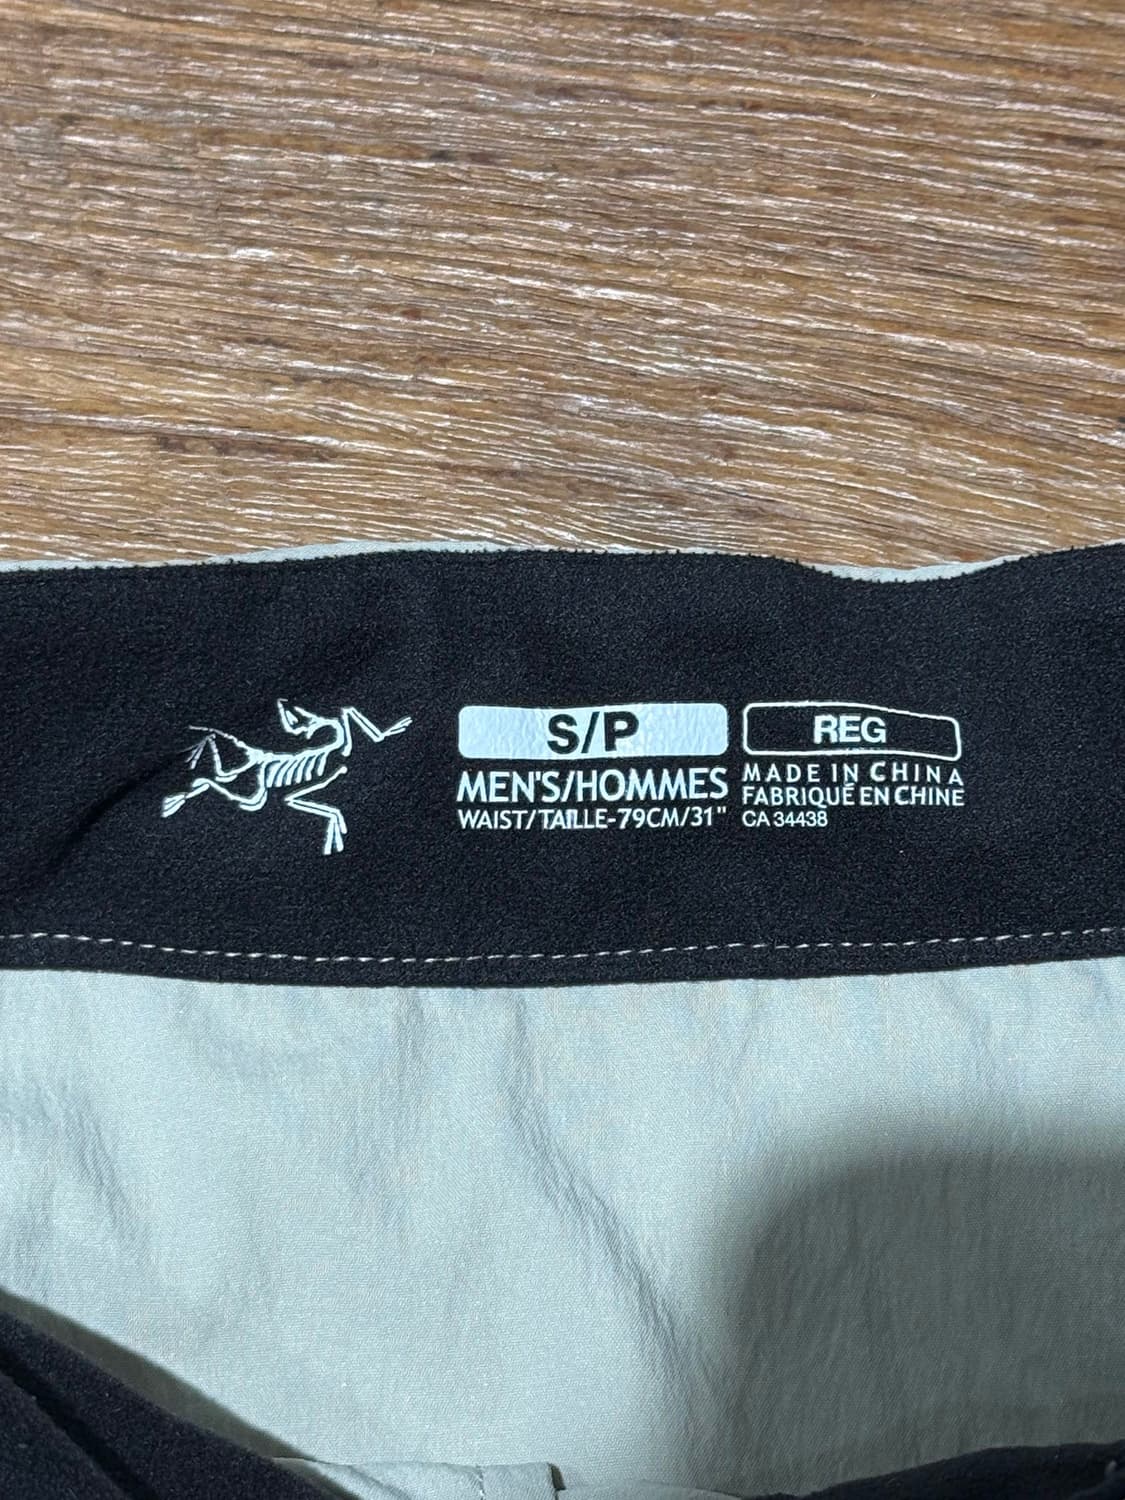 S/P
MEN'S/HOMMES
WAIST/TAILLE-79CM/31"
REG
MADE IN CHINA
FABRIQUÉ EN CHINE
CA 34438